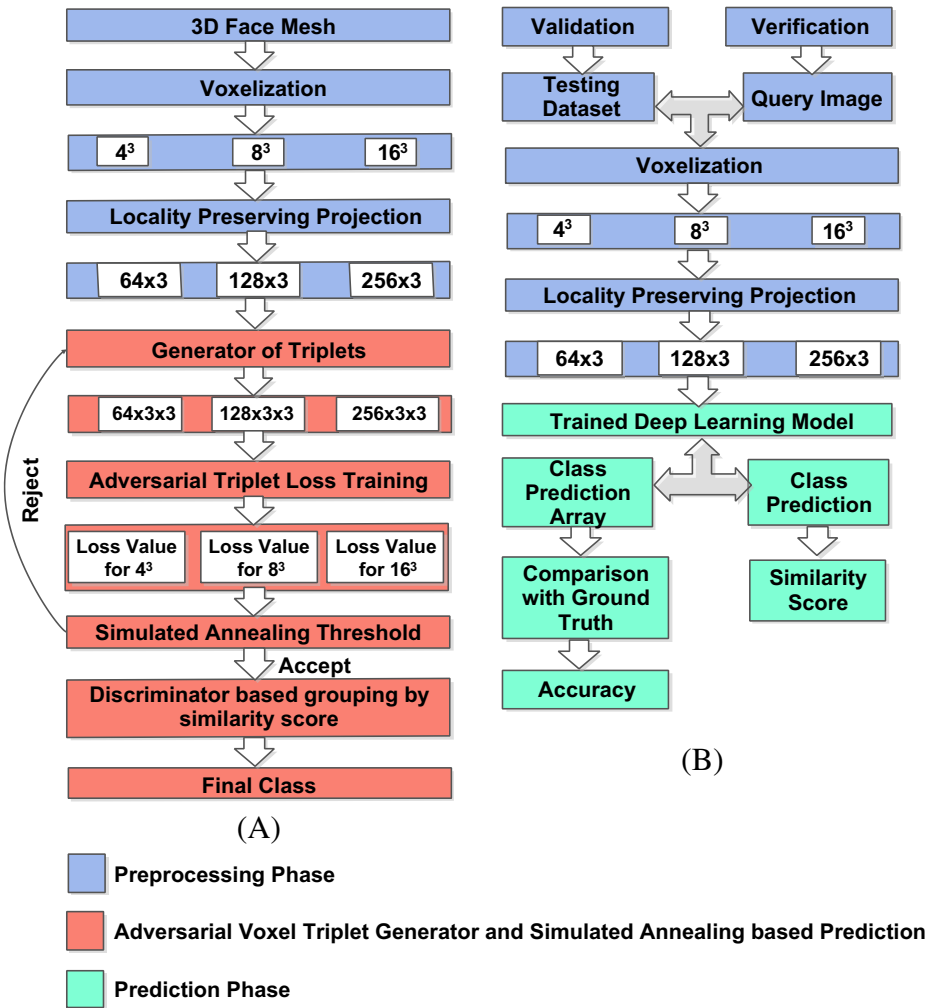 3D Face Mesh
Voxelization
4³ 8³ 16³
Locality Preserving Projection
64x3 128x3 256x3
Generator of Triplets
64x3x3 128x3x3 256x3x3
Adversarial Triplet Loss Training
Loss Value
for 4³
Loss Value
for 8³
Loss Value
for 16³
Simulated Annealing Threshold
Reject
Accept
Discriminator based grouping by
similarity score
Final Class
(A)
Validation
Verification
Testing
Dataset
Query Image
Voxelization
4³ 8³ 16³
Locality Preserving Projection
64x3 128x3 256x3
Trained Deep Learning Model
Class
Prediction
Array
Class
Prediction
Comparison
with Ground
Truth
Similarity
Score
Accuracy
(B)
Preprocessing Phase
Adversarial Voxel Triplet Generator and Simulated Annealing based Prediction
Prediction Phase